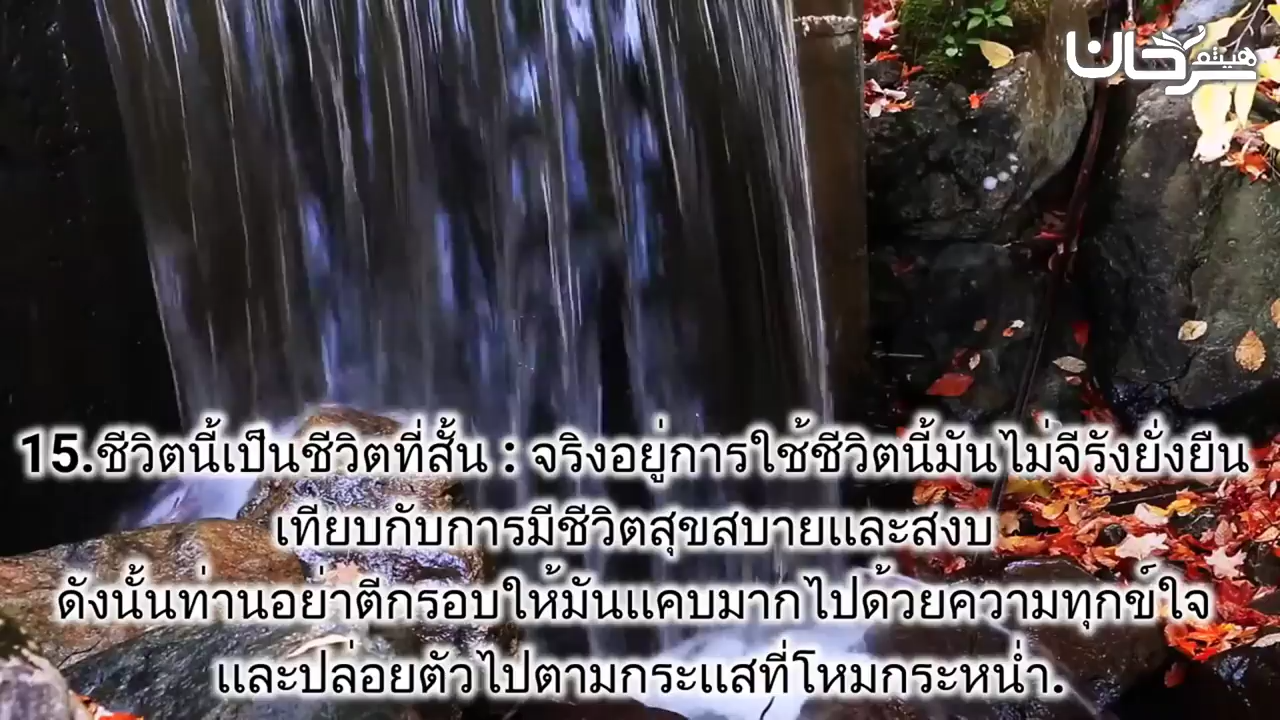 هيتم سرحان
15.ชีวิตนี้เป็นชีวิตที่สั้น : จริงอยู่การใช้ชีวิตนี้มันไม่จีรังยั่งยืน
เทียบกับการมีชีวิตสุขสบายและสงบ
ดังนั้นท่านอย่าตีกรอบให้มันแคบมากไปด้วยความทุกข์ใจ
และปล่อยตัวไปตามกระแสที่โหมกระหน่ำ.